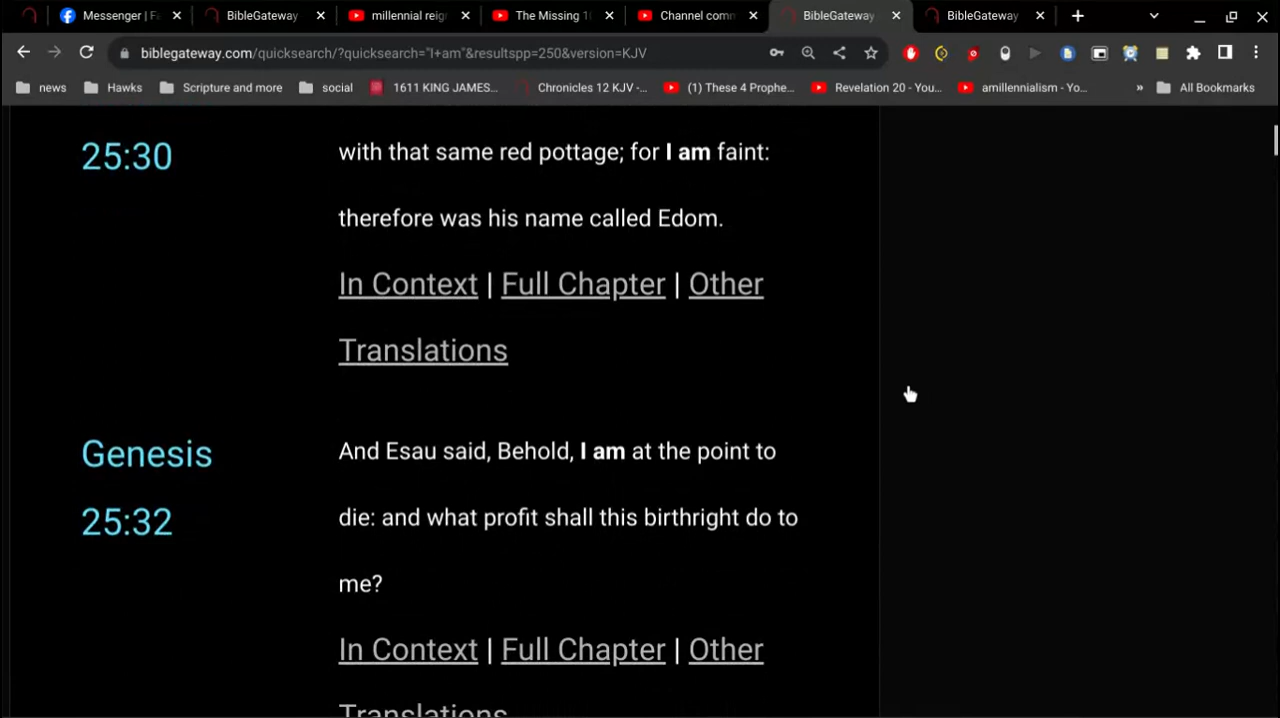 Messenger | Fa
BibleGateway
millennial reig
The Missing 10
Channel comm
BibleGateway
BibleGateway
biblegateway.com/quicksearch/?quicksearch="I+am"&resultspp=250&version=KJV
news
Hawks
Scripture and more
social
1611 KING JAMES...
Chronicles 12 KJV -...
(1) These 4 Prophe...
Revelation 20 - You...
amillennialism - Yo...
»
All Bookmarks
25:30
with that same red pottage; for I am faint:
therefore was his name called Edom.
In Context | Full Chapter | Other
Translations
Genesis
25:32
And Esau said, Behold, I am at the point to
die: and what profit shall this birthright do to
me?
In Context | Full Chapter | Other
Translations